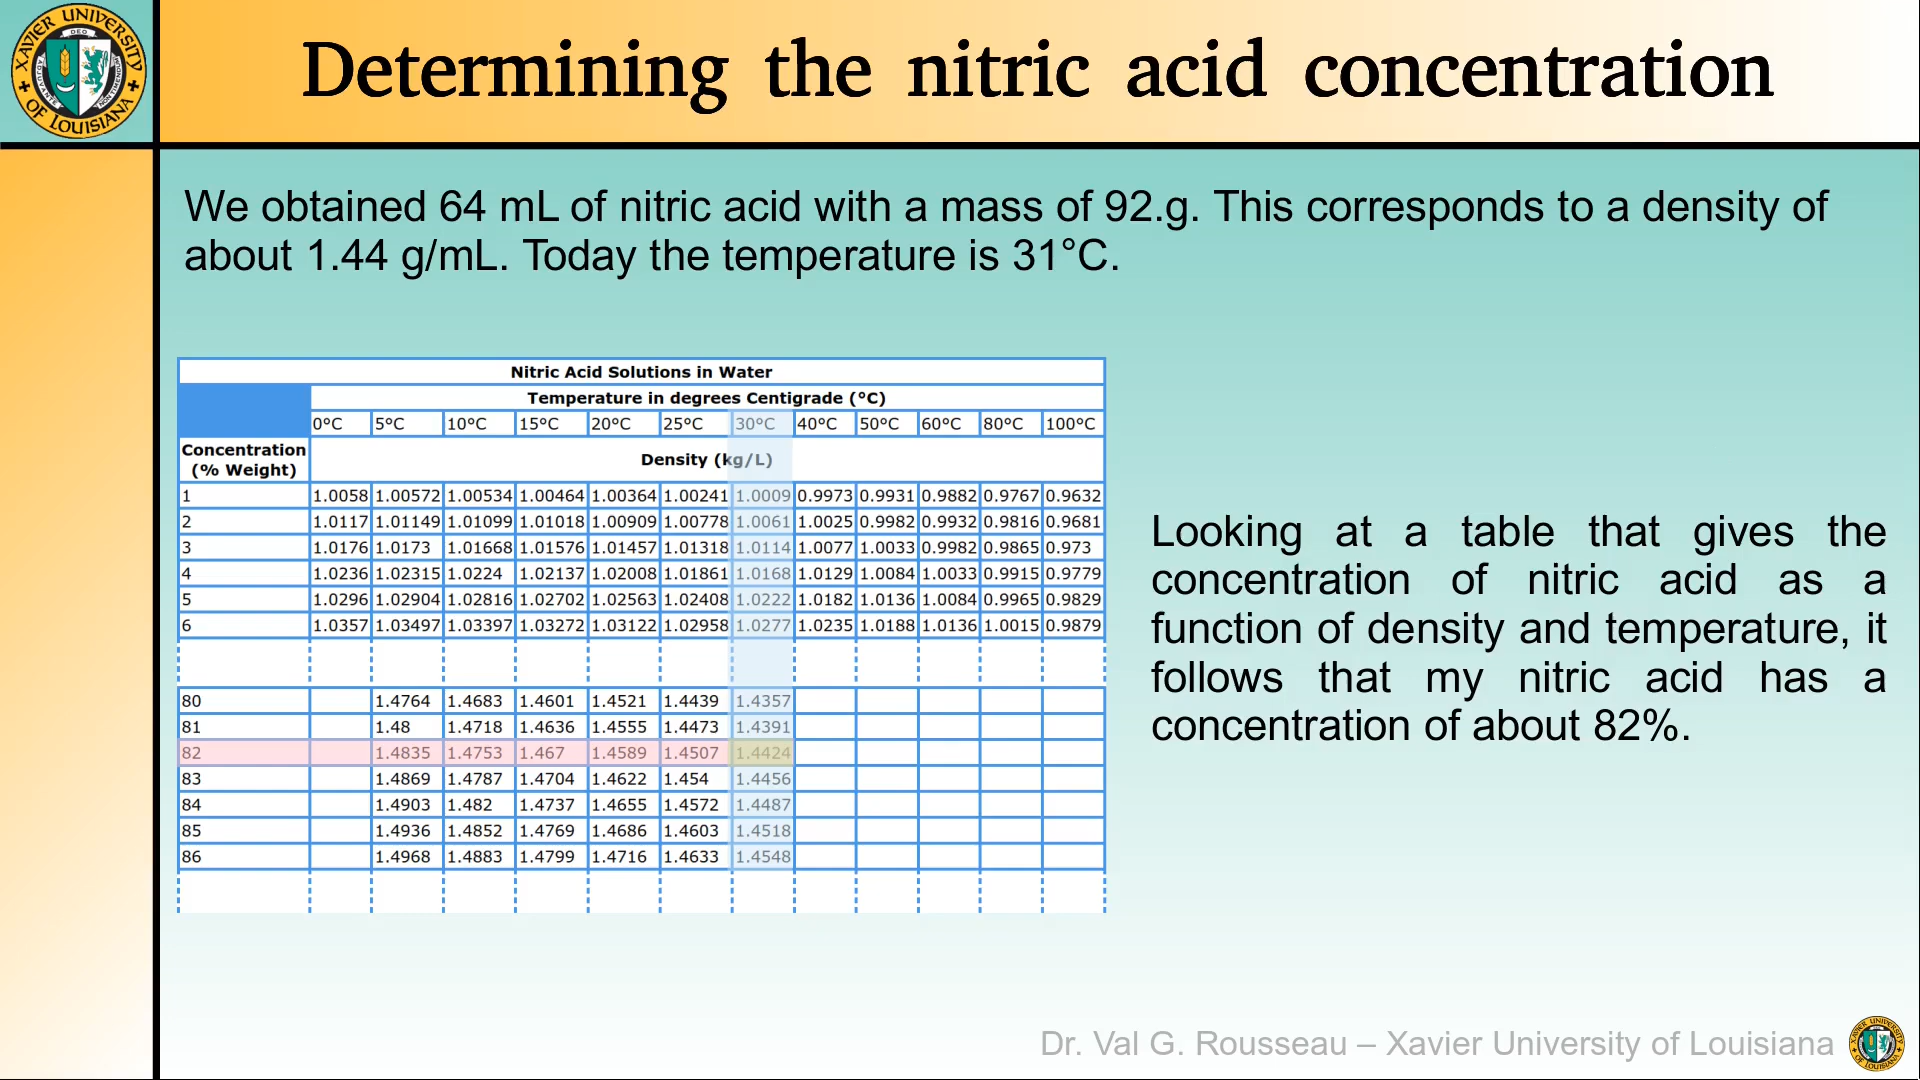 XAVIER UNIVERSITY
OF LOUISIANA
DEO
Determining the nitric acid concentration
We obtained 64 mL of nitric acid with a mass of 92.g. This corresponds to a density of
about 1.44 g/mL. Today the temperature is 31°C.
Nitric Acid Solutions in Water
Temperature in degrees Centigrade (°C)
0°C 5°C 10°C 15°C 20°C 25°C 30°C 40°C 50°C 60°C 80°C 100°C
Concentration
(% Weight)
Density (kg/L)
1 1.0058 1.00572 1.00534 1.00464 1.00364 1.00241 1.0009 0.9973 0.9931 0.9882 0.9767 0.9632
2 1.0117 1.01149 1.01099 1.01018 1.00909 1.00778 1.0061 1.0025 0.9982 0.9932 0.9816 0.9681
3 1.0176 1.0173 1.01668 1.01576 1.01457 1.01318 1.0114 1.0077 1.0033 0.9982 0.9865 0.973
4 1.0236 1.02315 1.0224 1.02137 1.02008 1.01861 1.0168 1.0129 1.0084 1.0033 0.9915 0.9779
5 1.0296 1.02904 1.02816 1.02702 1.02563 1.02408 1.0222 1.0182 1.0136 1.0084 0.9965 0.9829
6 1.0357 1.03497 1.03397 1.03272 1.03122 1.02958 1.0277 1.0235 1.0188 1.0136 1.0015 0.9879
80 1.4764 1.4683 1.4601 1.4521 1.4439 1.4357
81 1.48 1.4718 1.4636 1.4555 1.4473 1.4391
82 1.4835 1.4753 1.467 1.4589 1.4507 1.4424
83 1.4869 1.4787 1.4704 1.4622 1.454 1.4456
84 1.4903 1.482 1.4737 1.4655 1.4572 1.4487
85 1.4936 1.4852 1.4769 1.4686 1.4603 1.4518
86 1.4968 1.4883 1.4799 1.4716 1.4633 1.4548
Looking at a table that gives the
concentration of nitric acid as a
function of density and temperature, it
follows that my nitric acid has a
concentration of about 82%.
Dr. Val G. Rousseau – Xavier University of Louisiana